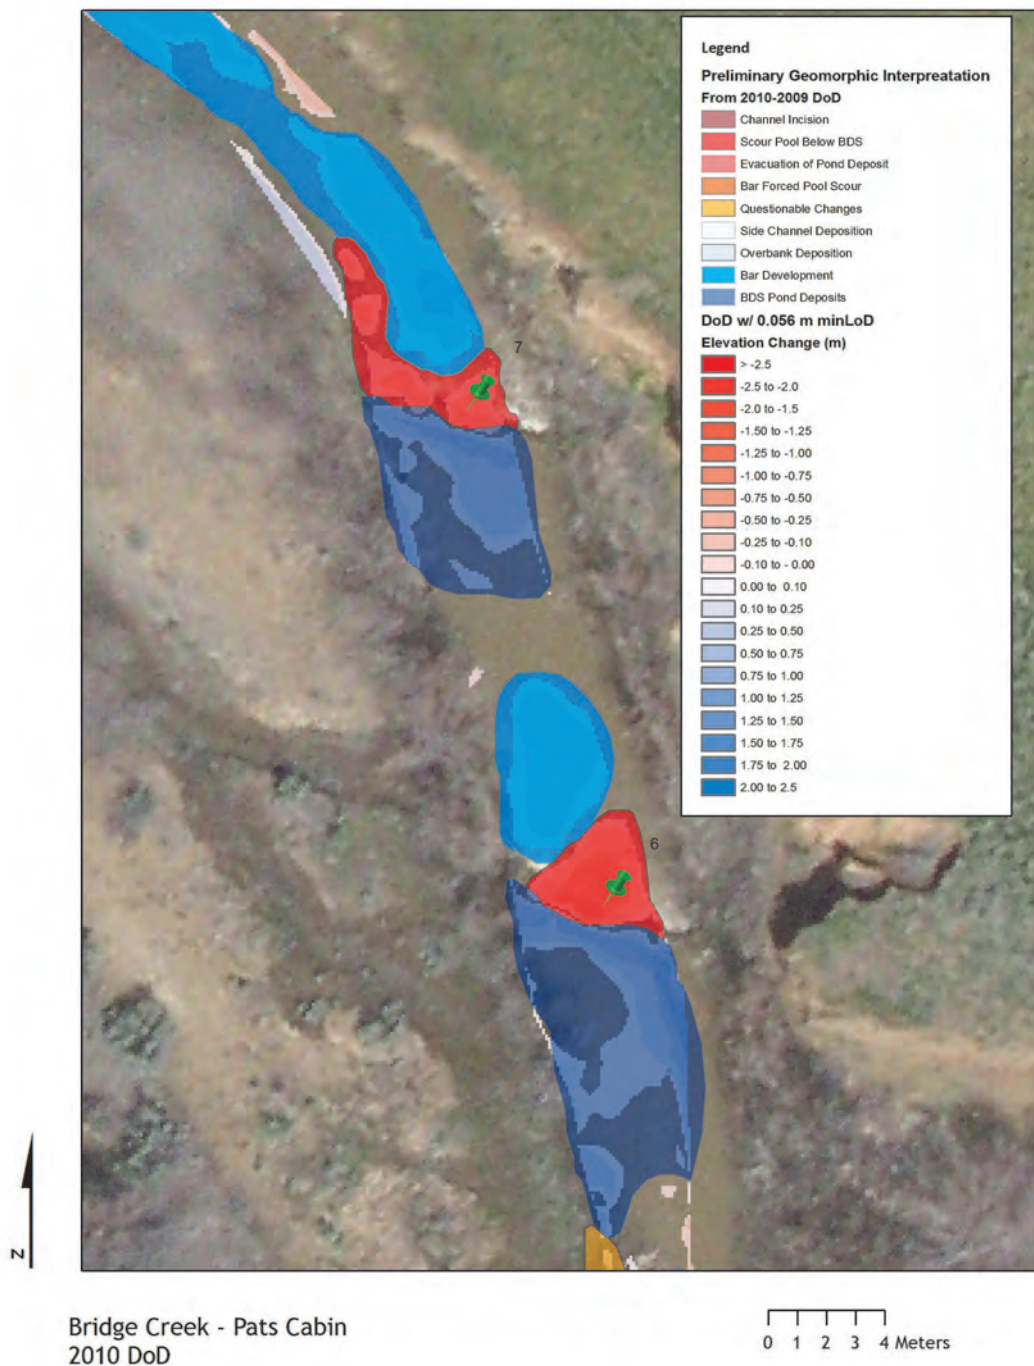 Legend
Preliminary Geomorphic Interpreatation
From 2010-2009 DoD
Channel Incision
Scour Pool Below BDS
Evacuation of Pond Deposit
Bar Forced Pool Scour
Questionable Changes
Side Channel Deposition
Overbank Deposition
Bar Development
BDS Pond Deposits
DoD w/ 0.056 m minLoD
Elevation Change (m)
> -2.5
-2.5 to -2.0
-2.0 to -1.5
-1.50 to -1.25
-1.25 to -1.00
-1.00 to -0.75
-0.75 to -0.50
-0.50 to -0.25
-0.25 to -0.10
-0.10 to - 0.00
0.00 to 0.10
0.10 to 0.25
0.25 to 0.50
0.50 to 0.75
0.75 to 1.00
1.00 to 1.25
1.25 to 1.50
1.50 to 1.75
1.75 to 2.00
2.00 to 2.5
7
6
N
Bridge Creek - Pats Cabin
2010 DoD
0 1 2 3 4 Meters